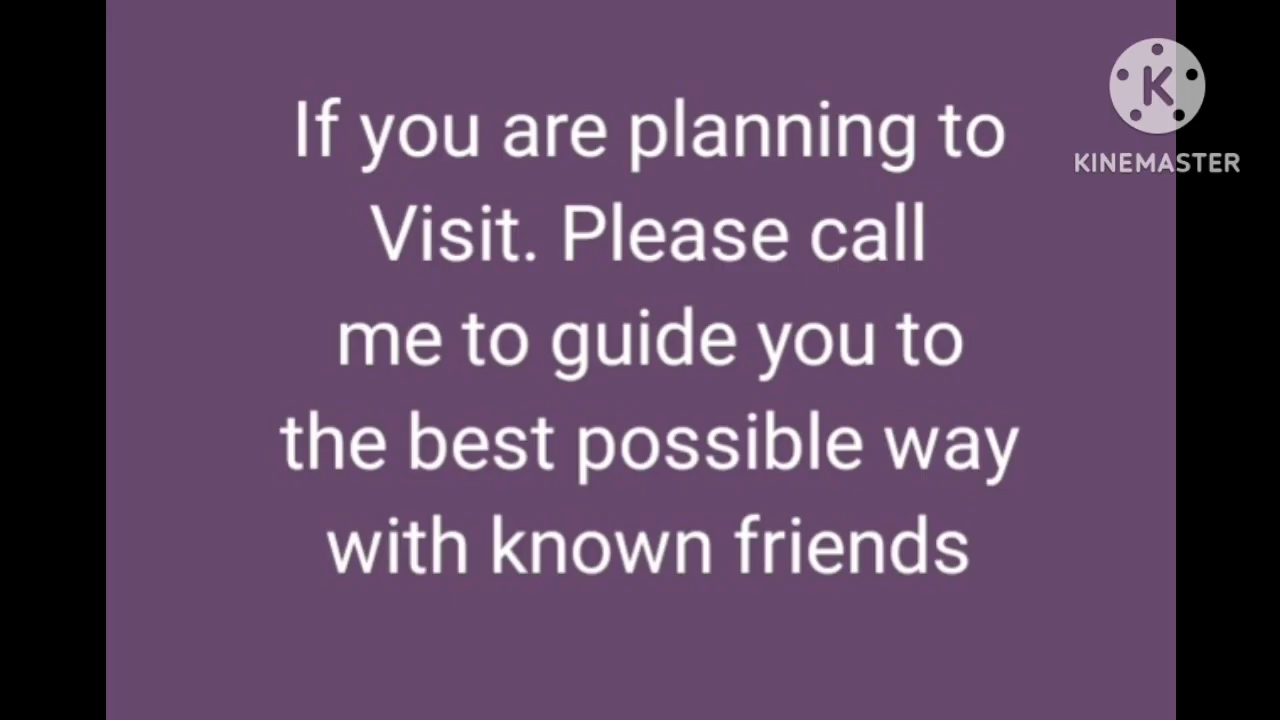 If you are planning to
Visit. Please call
me to guide you to
the best possible way
with known friends
K
KINEMASTER